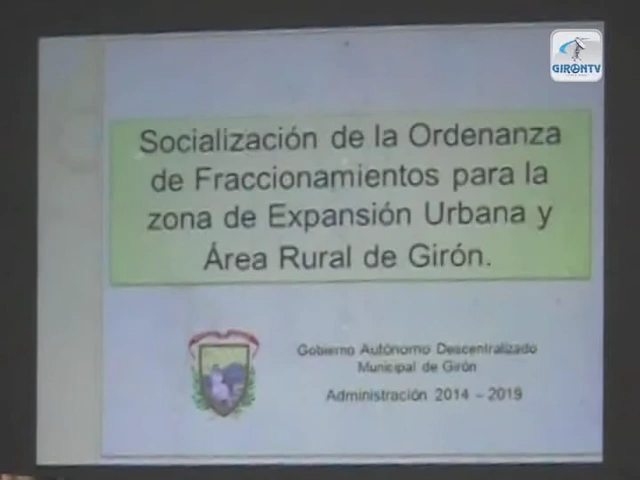 GIRONTV
Socialización de la Ordenanza
de Fraccionamientos para la
zona de Expansión Urbana y
Área Rural de Girón.
Gobierno Autónomo Descentralizado
Municipal de Girón
Administración 2014 – 2019